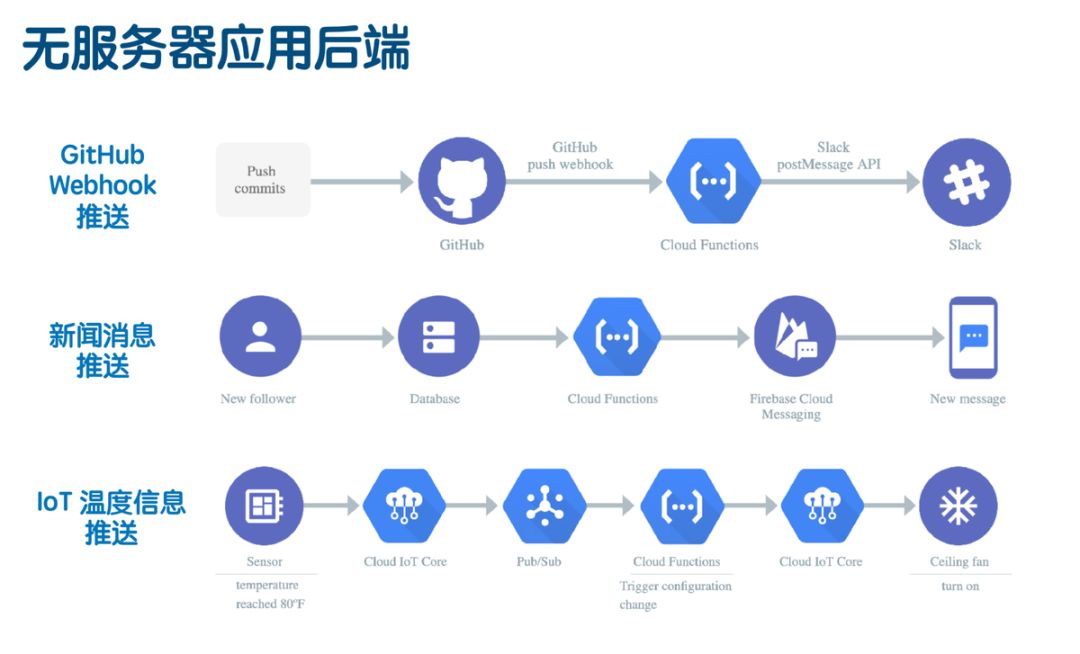 无服务器应用后端
GitHub
Webhook
推送
Push
commits
GitHub
push webhook
Slack
postMessage API
GitHub
Cloud Functions
Slack
新闻消息
推送
New follower
Database
Cloud Functions
Firebase Cloud
Messaging
New message
IoT 温度信息
推送
Sensor
temperature
reached 80°F
Cloud IoT Core
Pub/Sub
Cloud Functions
Trigger configuration
change
Cloud IoT Core
Ceiling fan
turn on